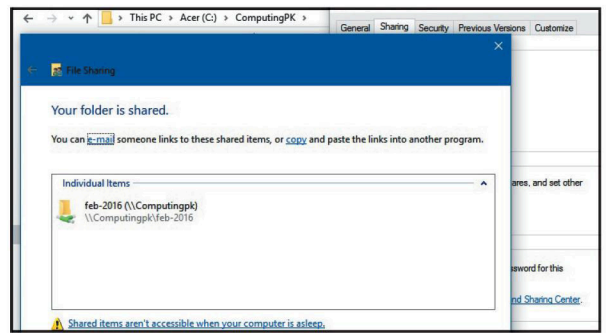 This PC > Acer (C:) > ComputingPK >
General Sharing Security Previous Versions Customize
File Sharing
Your folder is shared.
You can e-mail someone links to these shared items, or copy and paste the links into another program.
Individual Items
feb-2016 (\\Computingpk)
\\Computingpk\feb-2016
ares, and set other
sword for this
nd Sharing Center.
Shared items aren't accessible when your computer is asleep.